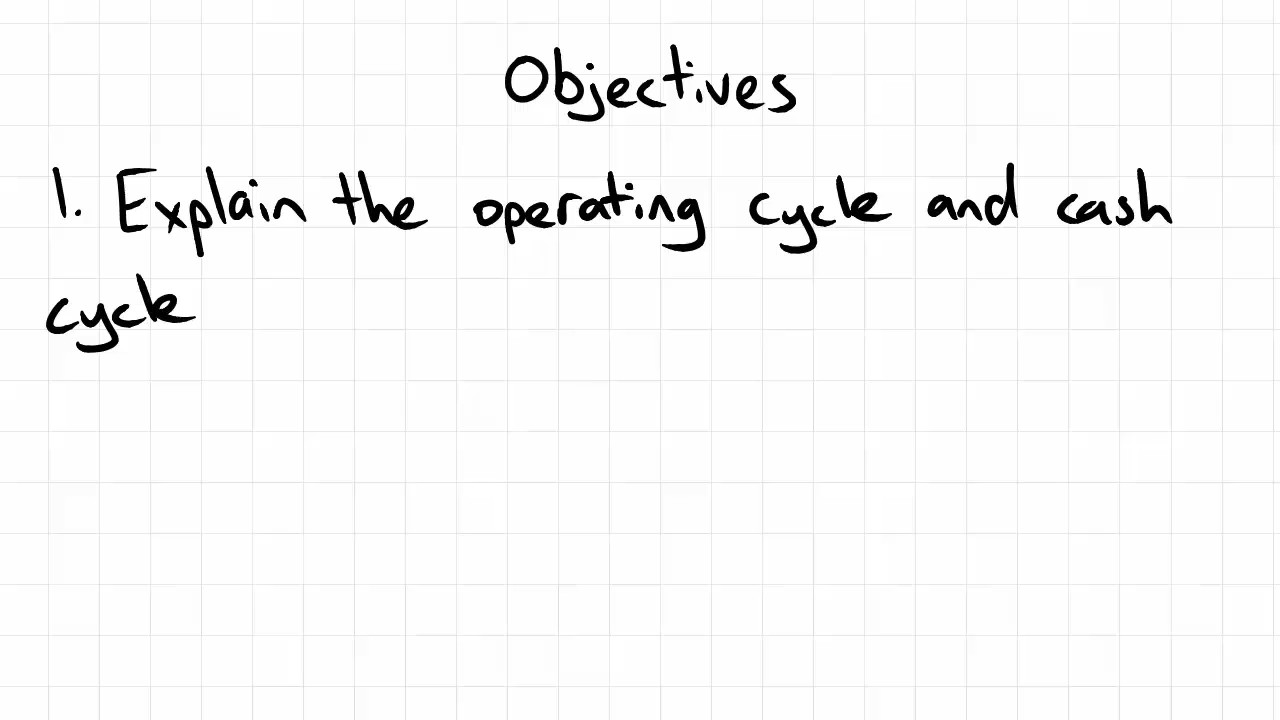 Objectives
1. Explain the operating cycle and cash
cycle